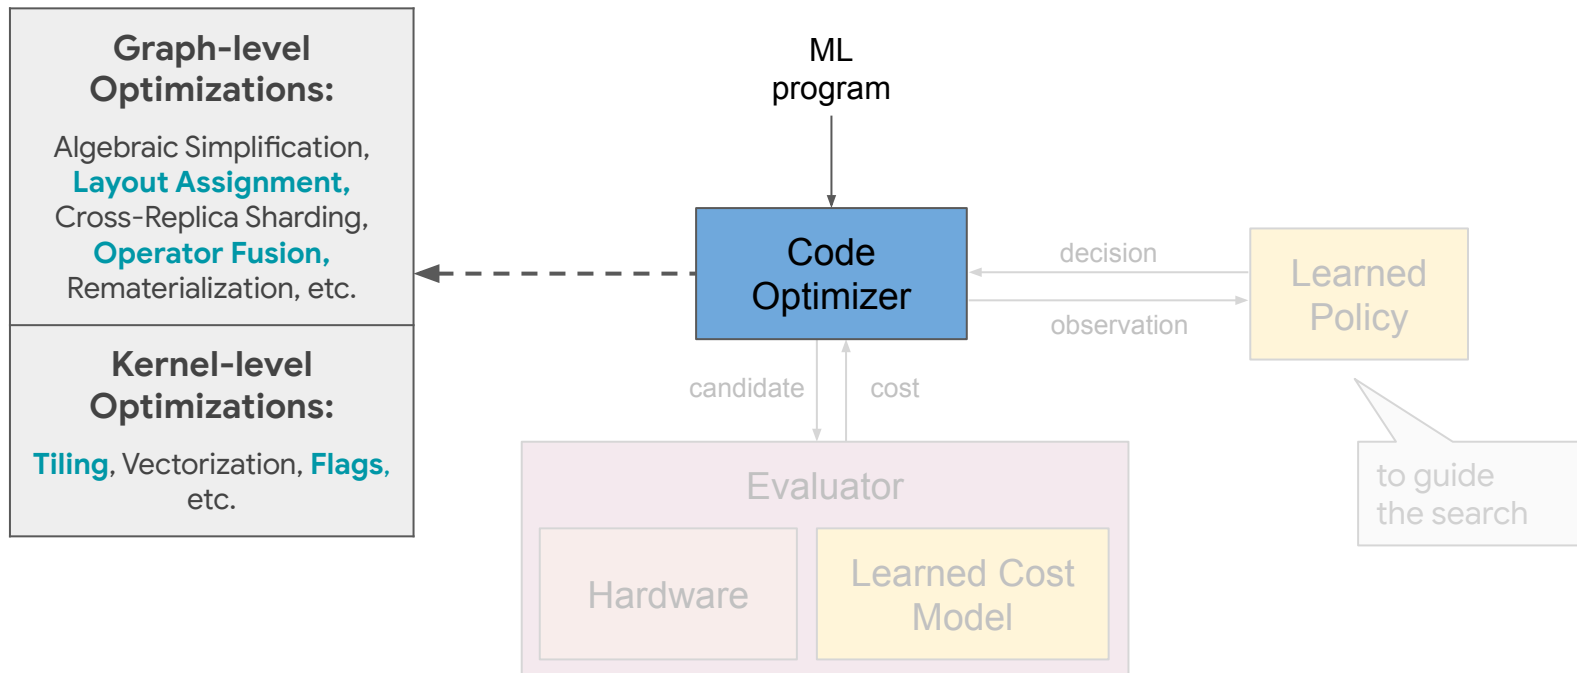 Graph-level
Optimizations:
Algebraic Simplification,
Layout Assignment,
Cross-Replica Sharding,
Operator Fusion,
Rematerialization, etc.
Kernel-level
Optimizations:
Tiling, Vectorization, Flags,
etc.
ML
program
Code
Optimizer
decision
observation
Learned
Policy
candidate
cost
to guide
the search
Evaluator
Hardware
Learned Cost
Model